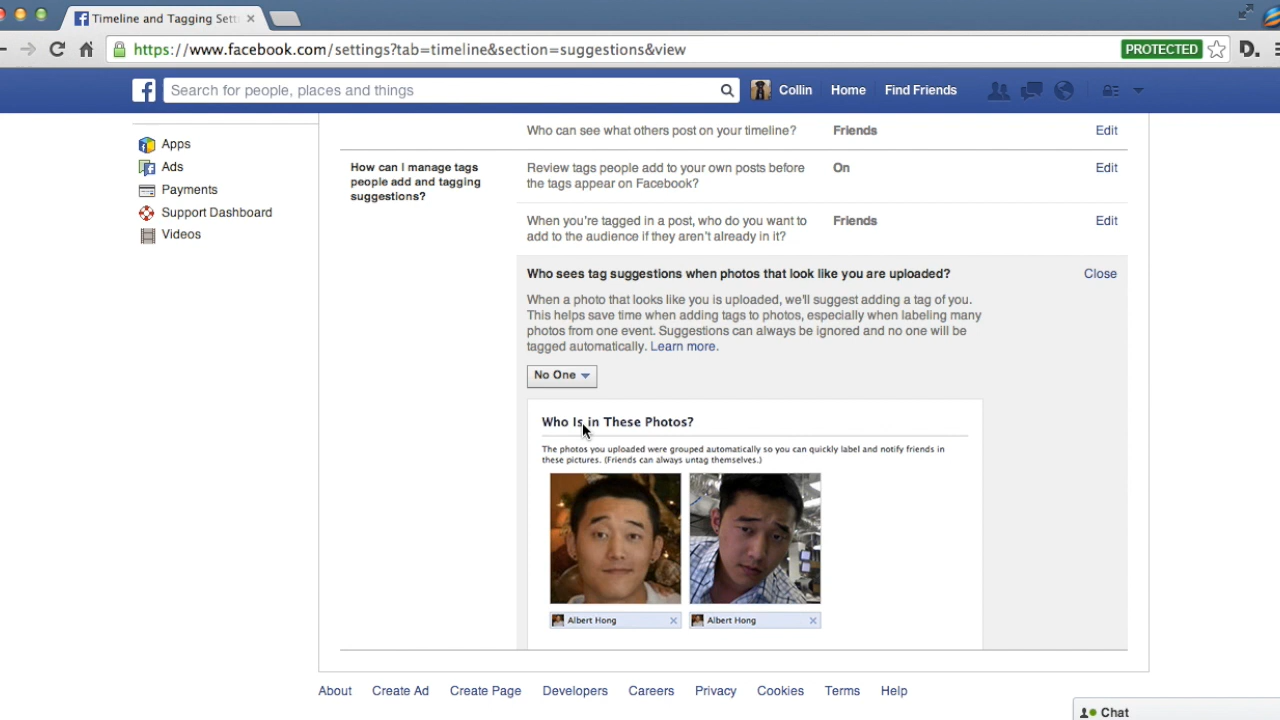 Timeline and Tagging Sett
https://www.facebook.com/settings?tab=timeline&section=suggestions&view
PROTECTED
D.
Search for people, places and things
Collin
Home
Find Friends
Apps
Ads
Payments
Support Dashboard
Videos
Who can see what others post on your timeline?
Friends
Edit
How can I manage tags
people add and tagging
suggestions?
Review tags people add to your own posts before
the tags appear on Facebook?
On
Edit
When you're tagged in a post, who do you want to
add to the audience if they aren't already in it?
Friends
Edit
Who sees tag suggestions when photos that look like you are uploaded?
Close
When a photo that looks like you is uploaded, we'll suggest adding a tag of you.
This helps save time when adding tags to photos, especially when labeling many
photos from one event. Suggestions can always be ignored and no one will be
tagged automatically. Learn more.
No One
Who Is in These Photos?
The photos you uploaded were grouped automatically so you can quickly label and notify friends in
these pictures. (Friends can always untag themselves.)
Albert Hong
Albert Hong
About
Create Ad
Create Page
Developers
Careers
Privacy
Cookies
Terms
Help
Chat